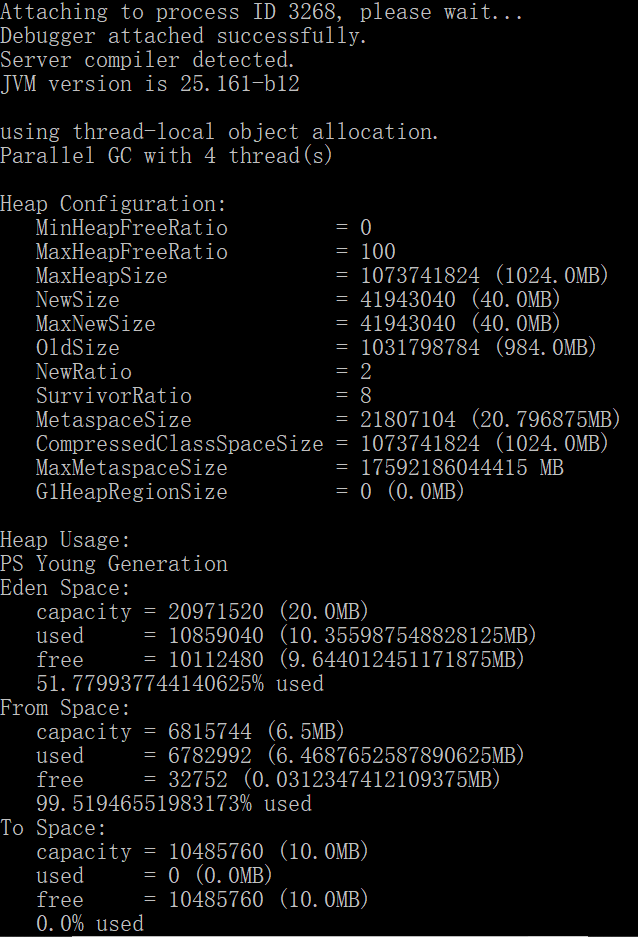 Attaching to process ID 3268, please wait...
Debugger attached successfully.
Server compiler detected.
JVM version is 25.161-b12
using thread-local object allocation.
Parallel GC with 4 thread(s)
Heap Configuration:
MinHeapFreeRatio = 0
MaxHeapFreeRatio = 100
MaxHeapSize = 1073741824 (1024.0MB)
NewSize = 41943040 (40.0MB)
MaxNewSize = 41943040 (40.0MB)
OldSize = 1031798784 (984.0MB)
NewRatio = 2
SurvivorRatio = 8
MetaspaceSize = 21807104 (20.796875MB)
CompressedClassSpaceSize = 1073741824 (1024.0MB)
MaxMetaspaceSize = 17592186044415 MB
G1HeapRegionSize = 0 (0.0MB)
Heap Usage:
PS Young Generation
Eden Space:
capacity = 20971520 (20.0MB)
used = 10859040 (10.355987548828125MB)
free = 10112480 (9.644012451171875MB)
51.779937744140625% used
From Space:
capacity = 6815744 (6.5MB)
used = 6782992 (6.4687652587890625MB)
free = 32752 (0.0312347412109375MB)
99.51946551983173% used
To Space:
capacity = 10485760 (10.0MB)
used = 0 (0.0MB)
free = 10485760 (10.0MB)
0.0% used